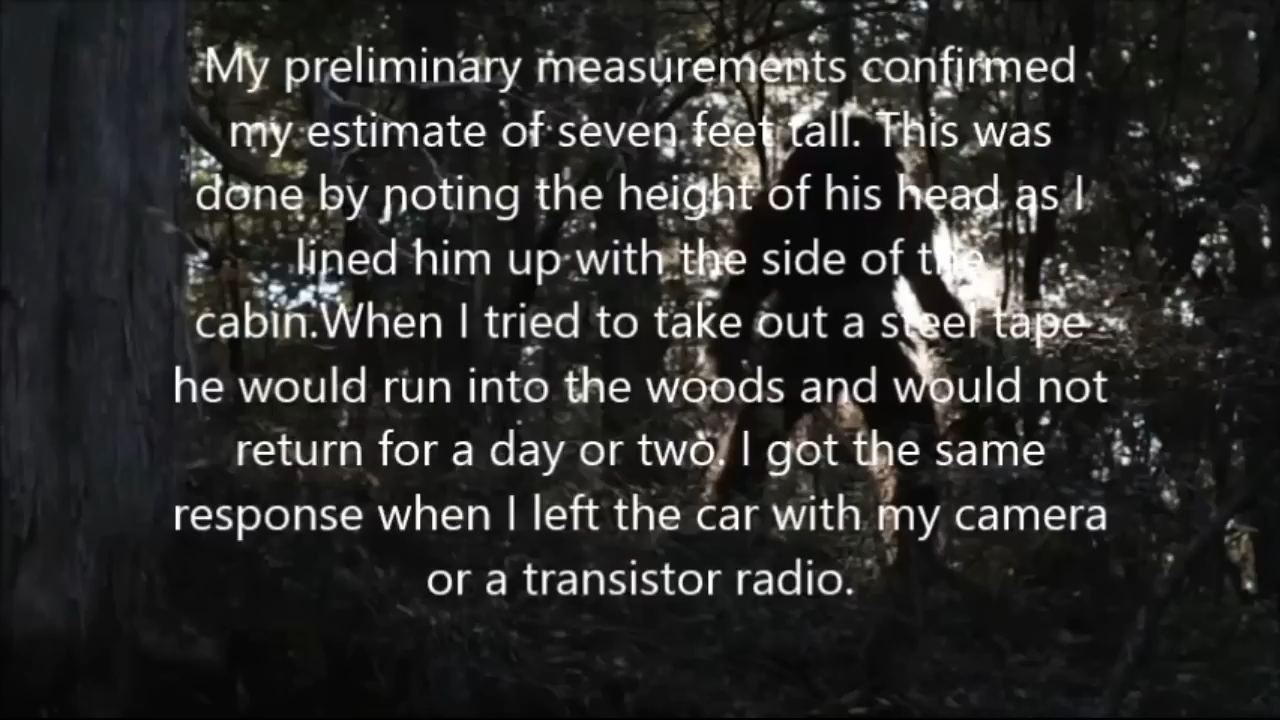 My preliminary measurements confirmed
my estimate of seven feet tall. This was
done by noting the height of his head as I
lined him up with the side of the
cabin.When I tried to take out a steel tape
he would run into the woods and would not
return for a day or two. I got the same
response when I left the car with my camera
or a transistor radio.